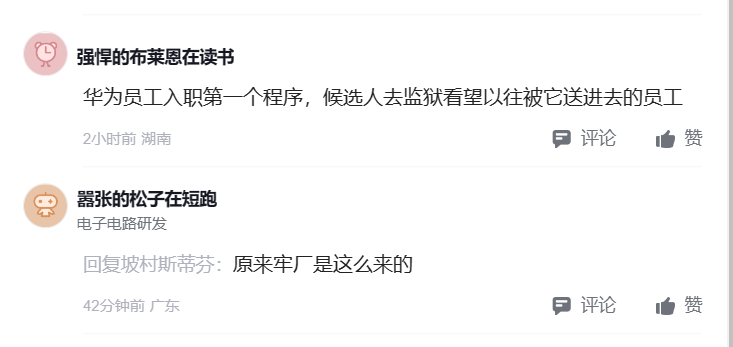 强悍的布莱恩在读书
华为员工入职第一个程序，候选人去监狱看望以往被它送进去的员工
2小时前 湖南
评论
赞
嚣张的松子在短跑
电子电路研发
回复坡村斯蒂芬：原来牢厂是这么来的
42分钟前 广东
评论
赞